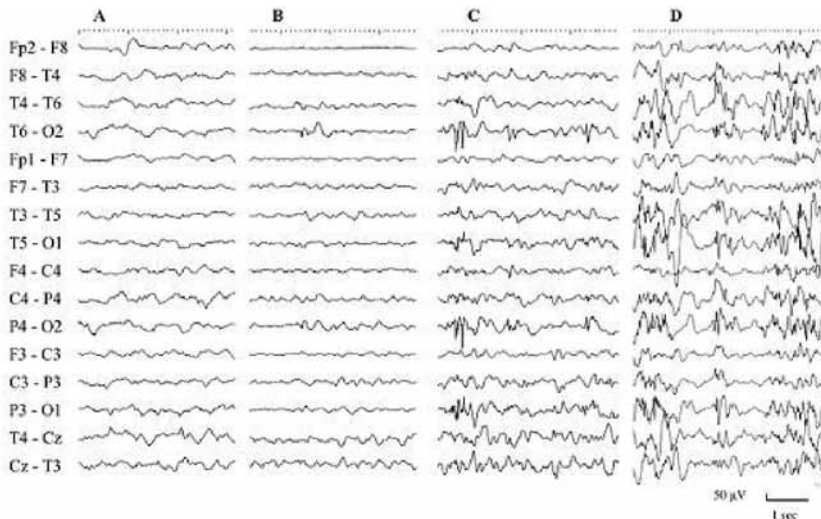 A B C D
Fp2 - F8
F8 - T4
T4 - T6
T6 - O2
Fp1 - F7
F7 - T3
T3 - T5
T5 - O1
F4 - C4
C4 - P4
P4 - O2
F3 - C3
C3 - P3
P3 - O1
T4 - Cz
Cz - T3
50 µV
1 sec